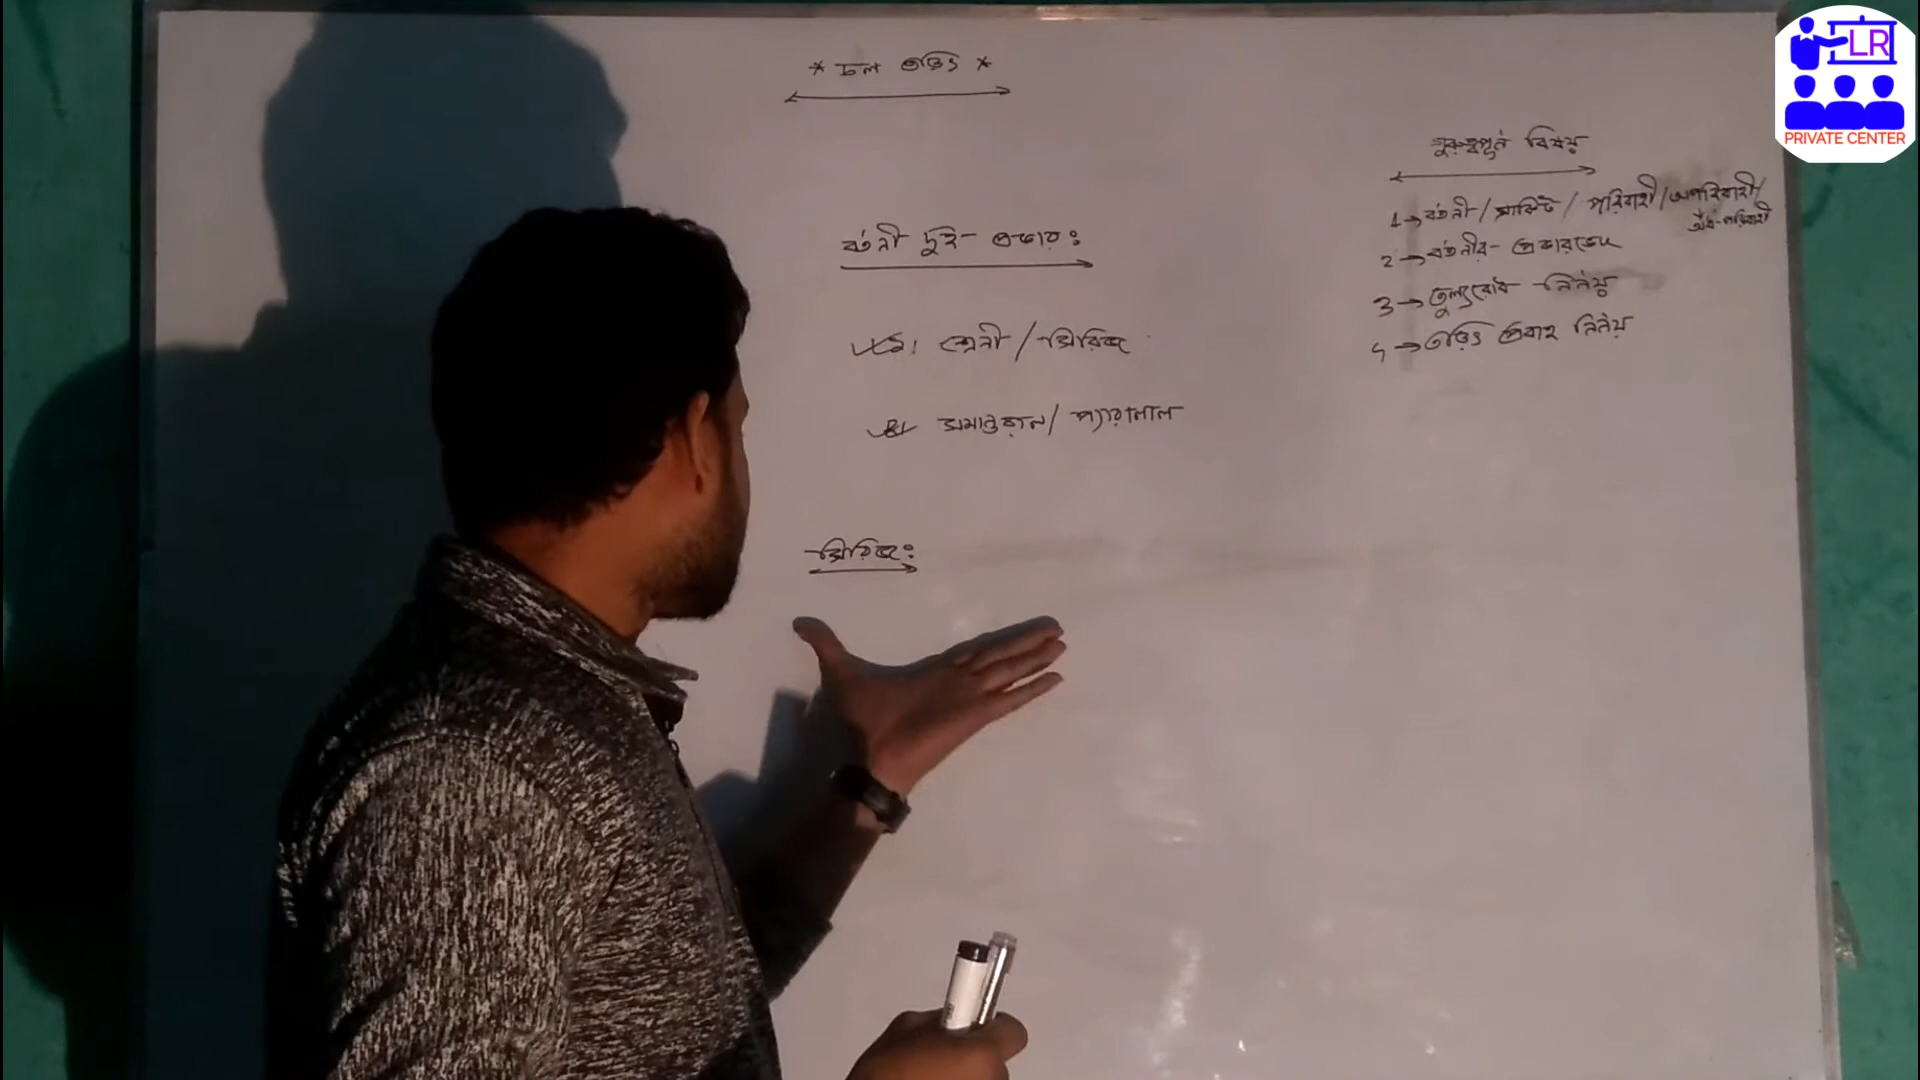 * চল তড়িৎ *
বর্তনী দুই প্রকারঃ
১। শ্রেনী / সিরিজ
২। সমান্তরাল / প্যারালাল
সিরিজঃ
গুরুত্বপূর্ণ বিষয়
1 → বর্তনী / সার্কিট / পরিবাহী / অপরিবাহী /
অর্ধ-পরিবাহী
2 → বর্তনীর প্রকারভেদ
3 → তুল্যরোধ নির্ণয়
4 → তড়িৎ প্রবাহ নির্ণয়
LR
PRIVATE CENTER